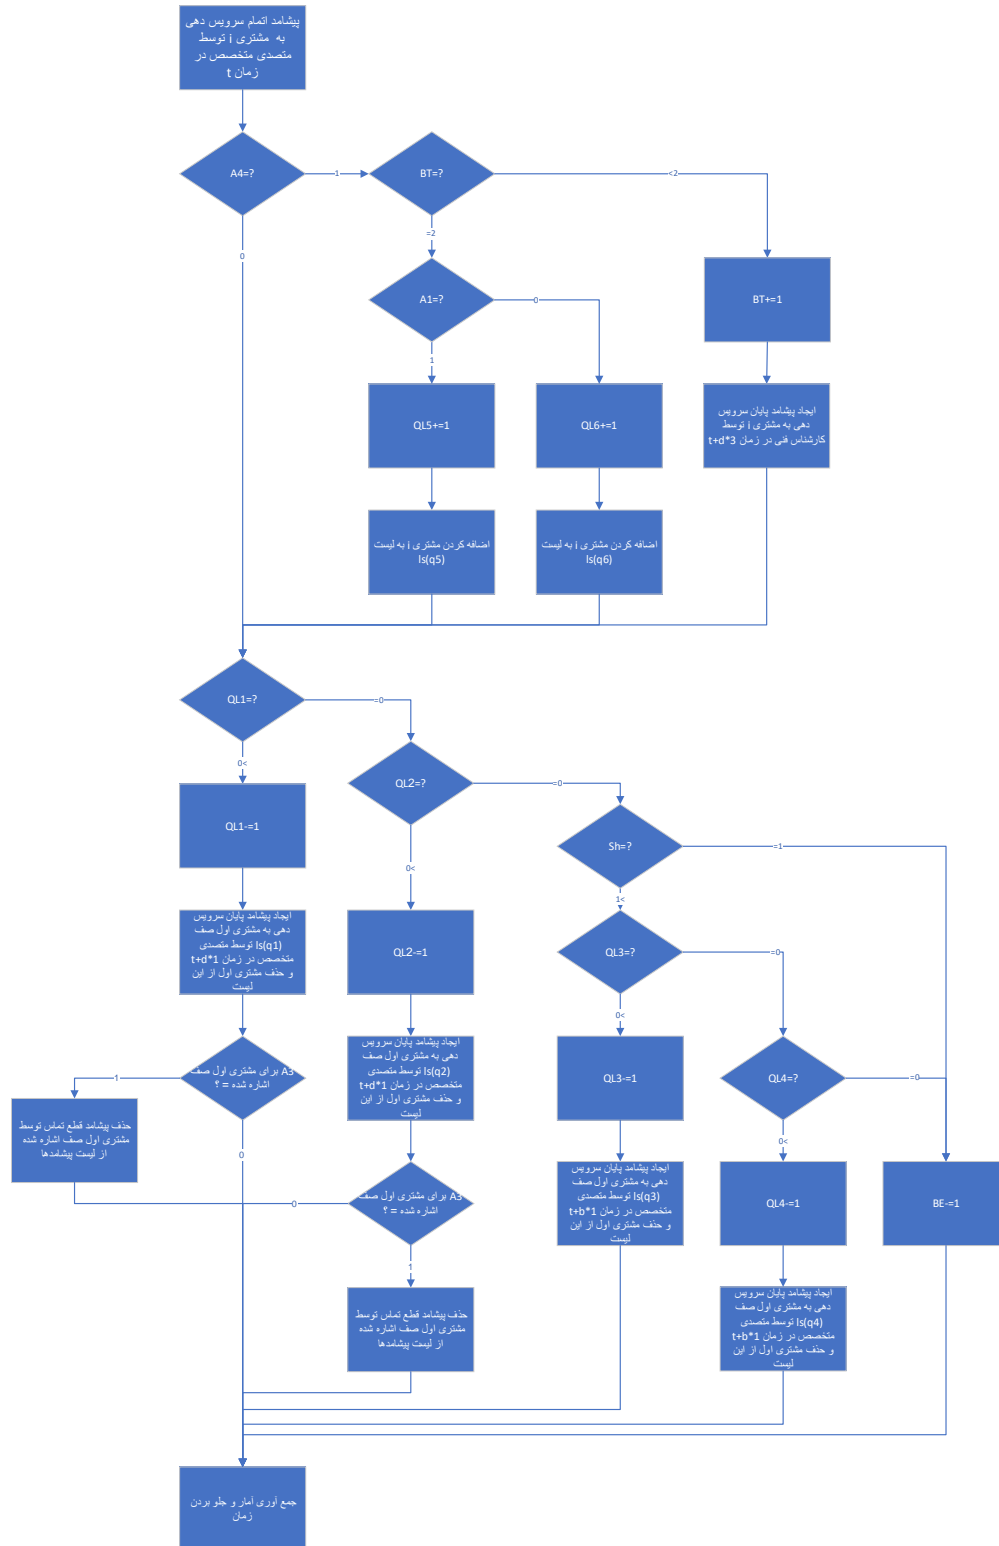 پیشامد اتمام سرویس دهی
به مشتری i توسط
متصدی متخصص در
زمان t
A4=?
1
BT=?
<2
0
=2
A1=?
0
BT+=1
1
QL5+=1
QL6+=1
ایجاد پیشامد پایان سرویس
دهی به مشتری i توسط
کارشناس فنی در زمان t+d*3
اضافه کردن مشتری i به لیست
ls(q5)
اضافه کردن مشتری i به لیست
ls(q6)
QL1=?
=0
0<
QL2=?
=0
QL1-=1
Sh=?
=1
0<
1<
ایجاد پیشامد پایان سرویس
دهی به مشتری اول صف
ls(q1) توسط متصدی
متخصص در زمان t+d*1
و حذف مشتری اول از این
لیست
QL2-=1
QL3=?
=0
0<
A3 برای مشتری اول صف
اشاره شده = ؟
1
0
ایجاد پیشامد پایان سرویس
دهی به مشتری اول صف
ls(q2) توسط متصدی
متخصص در زمان t+d*1
و حذف مشتری اول از این
لیست
QL3-=1
QL4=?
=0
0<
حذف پیشامد قطع تماس توسط
مشتری اول صف اشاره شده
از لیست پیشامدها
A3 برای مشتری اول صف
اشاره شده = ؟
0
1
ایجاد پیشامد پایان سرویس
دهی به مشتری اول صف
ls(q3) توسط متصدی
متخصص در زمان t+b*1
و حذف مشتری اول از این
لیست
QL4-=1
BE-=1
حذف پیشامد قطع تماس توسط
مشتری اول صف اشاره شده
از لیست پیشامدها
ایجاد پیشامد پایان سرویس
دهی به مشتری اول صف
ls(q4) توسط متصدی
متخصص در زمان t+b*1
و حذف مشتری اول از این
لیست
جمع آوری آمار و جلو بردن
زمان